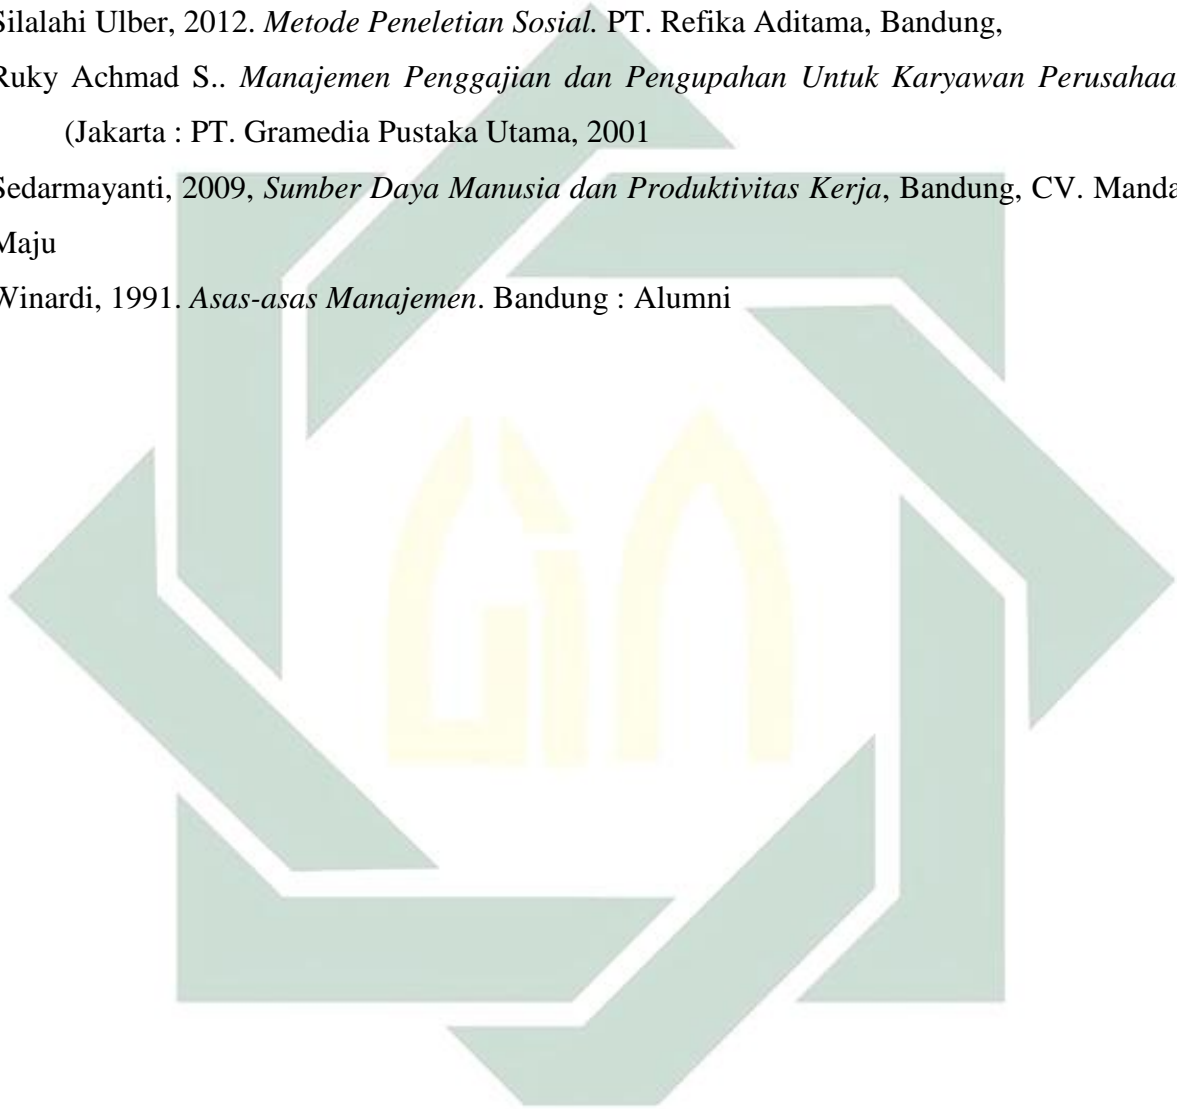 Silalahi Ulber, 2012. Metode Peneletian Sosial. PT. Refika Aditama, Bandung,
Ruky Achmad S.. Manajemen Penggajian dan Pengupahan Untuk Karyawan Perusahaa
(Jakarta : PT. Gramedia Pustaka Utama, 2001
Sedarmayanti, 2009, Sumber Daya Manusia dan Produktivitas Kerja, Bandung, CV. Manda
Maju
Winardi, 1991. Asas-asas Manajemen. Bandung : Alumni